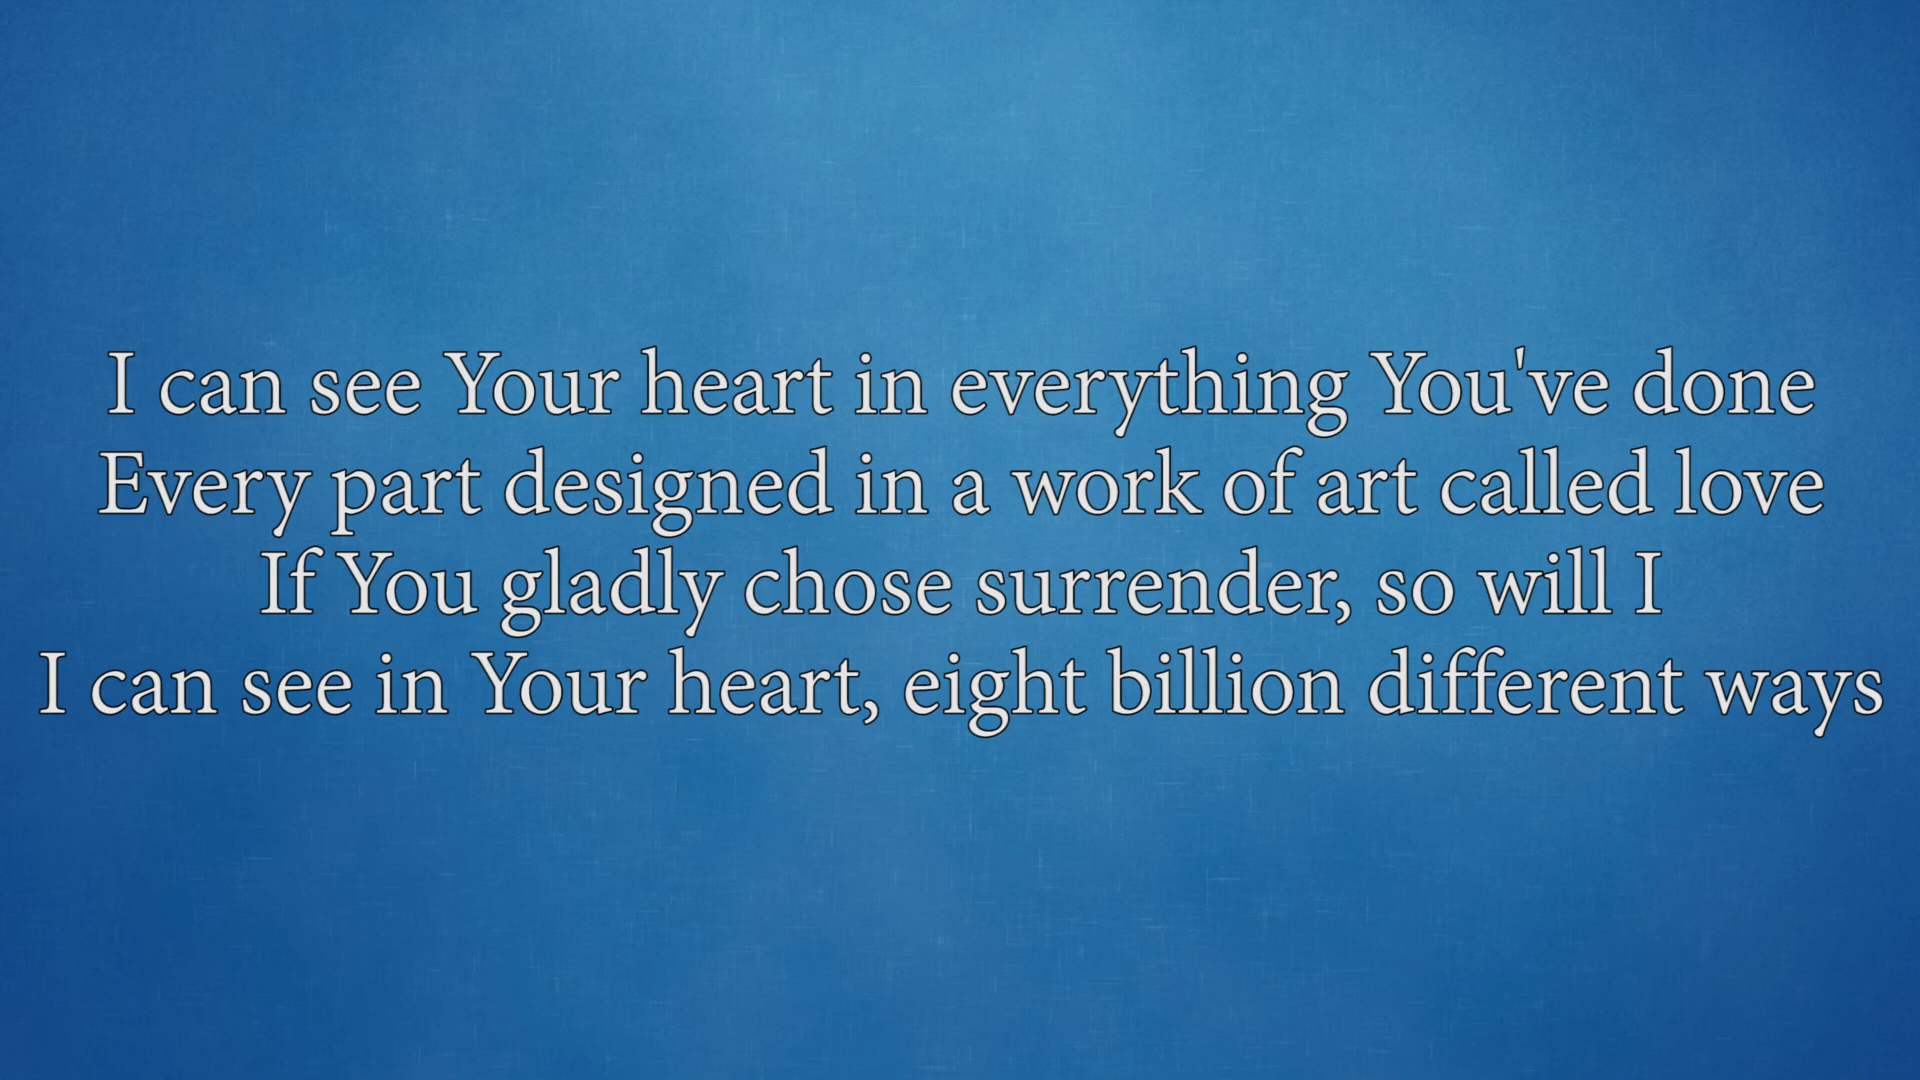 I can see Your heart in everything You've done
Every part designed in a work of art called love
If You gladly chose surrender, so will I
I can see in Your heart, eight billion different ways